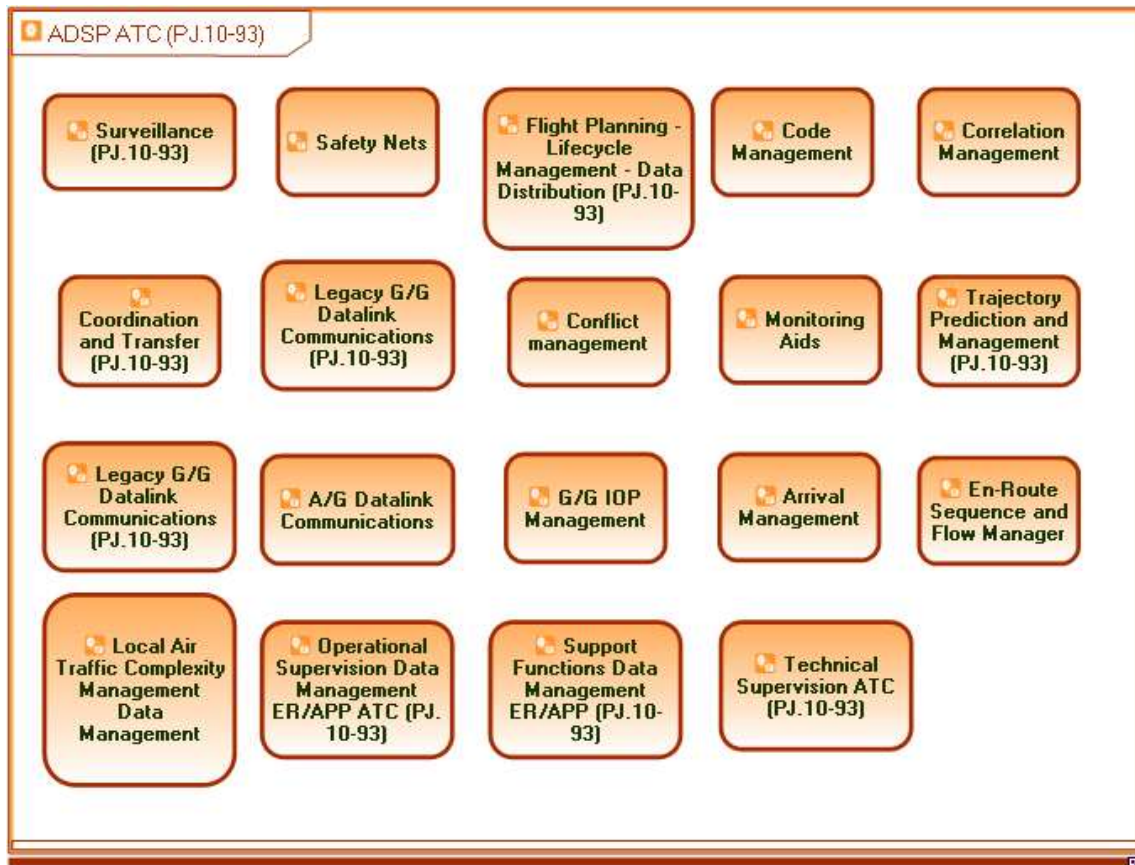 ADSP ATC (PJ.10-93)
Surveillance
(PJ.10-93)
Safety Nets
Flight Planning -
Lifecycle
Management - Data
Distribution (PJ.10-
93)
Code
Management
Correlation
Management
Coordination
and Transfer
(PJ.10-93)
Legacy G/G
Datalink
Communications
(PJ.10-93)
Conflict
management
Monitoring
Aids
Trajectory
Prediction and
Management
(PJ.10-93)
Legacy G/G
Datalink
Communications
(PJ.10-93)
A/G Datalink
Communications
G/G IOP
Management
Arrival
Management
En-Route
Sequence and
Flow Manager
Local Air
Traffic Complexity
Management
Data
Management
Operational
Supervision Data
Management
ER/APP ATC (PJ.
10-93)
Support
Functions Data
Management
ER/APP (PJ.10-
93)
Technical
Supervision ATC
(PJ.10-93)